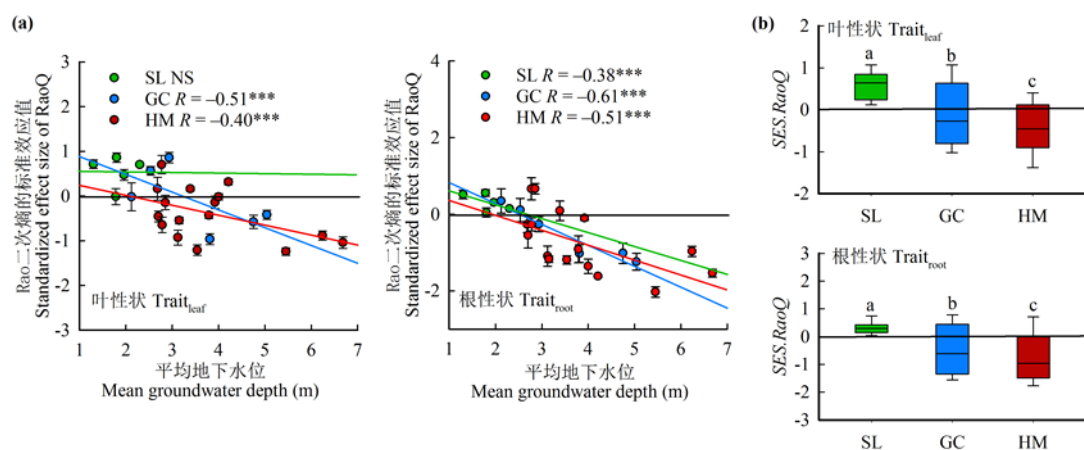 (a)
Rao二次熵的标准效应值
Standardized effect size of RaoQ
3
2
1
0
-1
-2
-3
SL NS
GC R = –0.51***
HM R = –0.40***
叶性状 Trait_leaf
1 2 3 4 5 6 7
平均地下水位
Mean groundwater depth (m)
Rao二次熵的标准效应值
Standardized effect size of RaoQ
4
2
0
-2
SL R = –0.38***
GC R = –0.61***
HM R = –0.51***
根性状 Trait_root
1 2 3 4 5 6 7
平均地下水位
Mean groundwater depth (m)
(b)
叶性状 Trait_leaf
SES.RaoQ
2
1
0
-1
-2
a b c
SL GC HM
根性状 Trait_root
SES.RaoQ
3
2
1
0
-1
-2
-3
a b c
SL GC HM